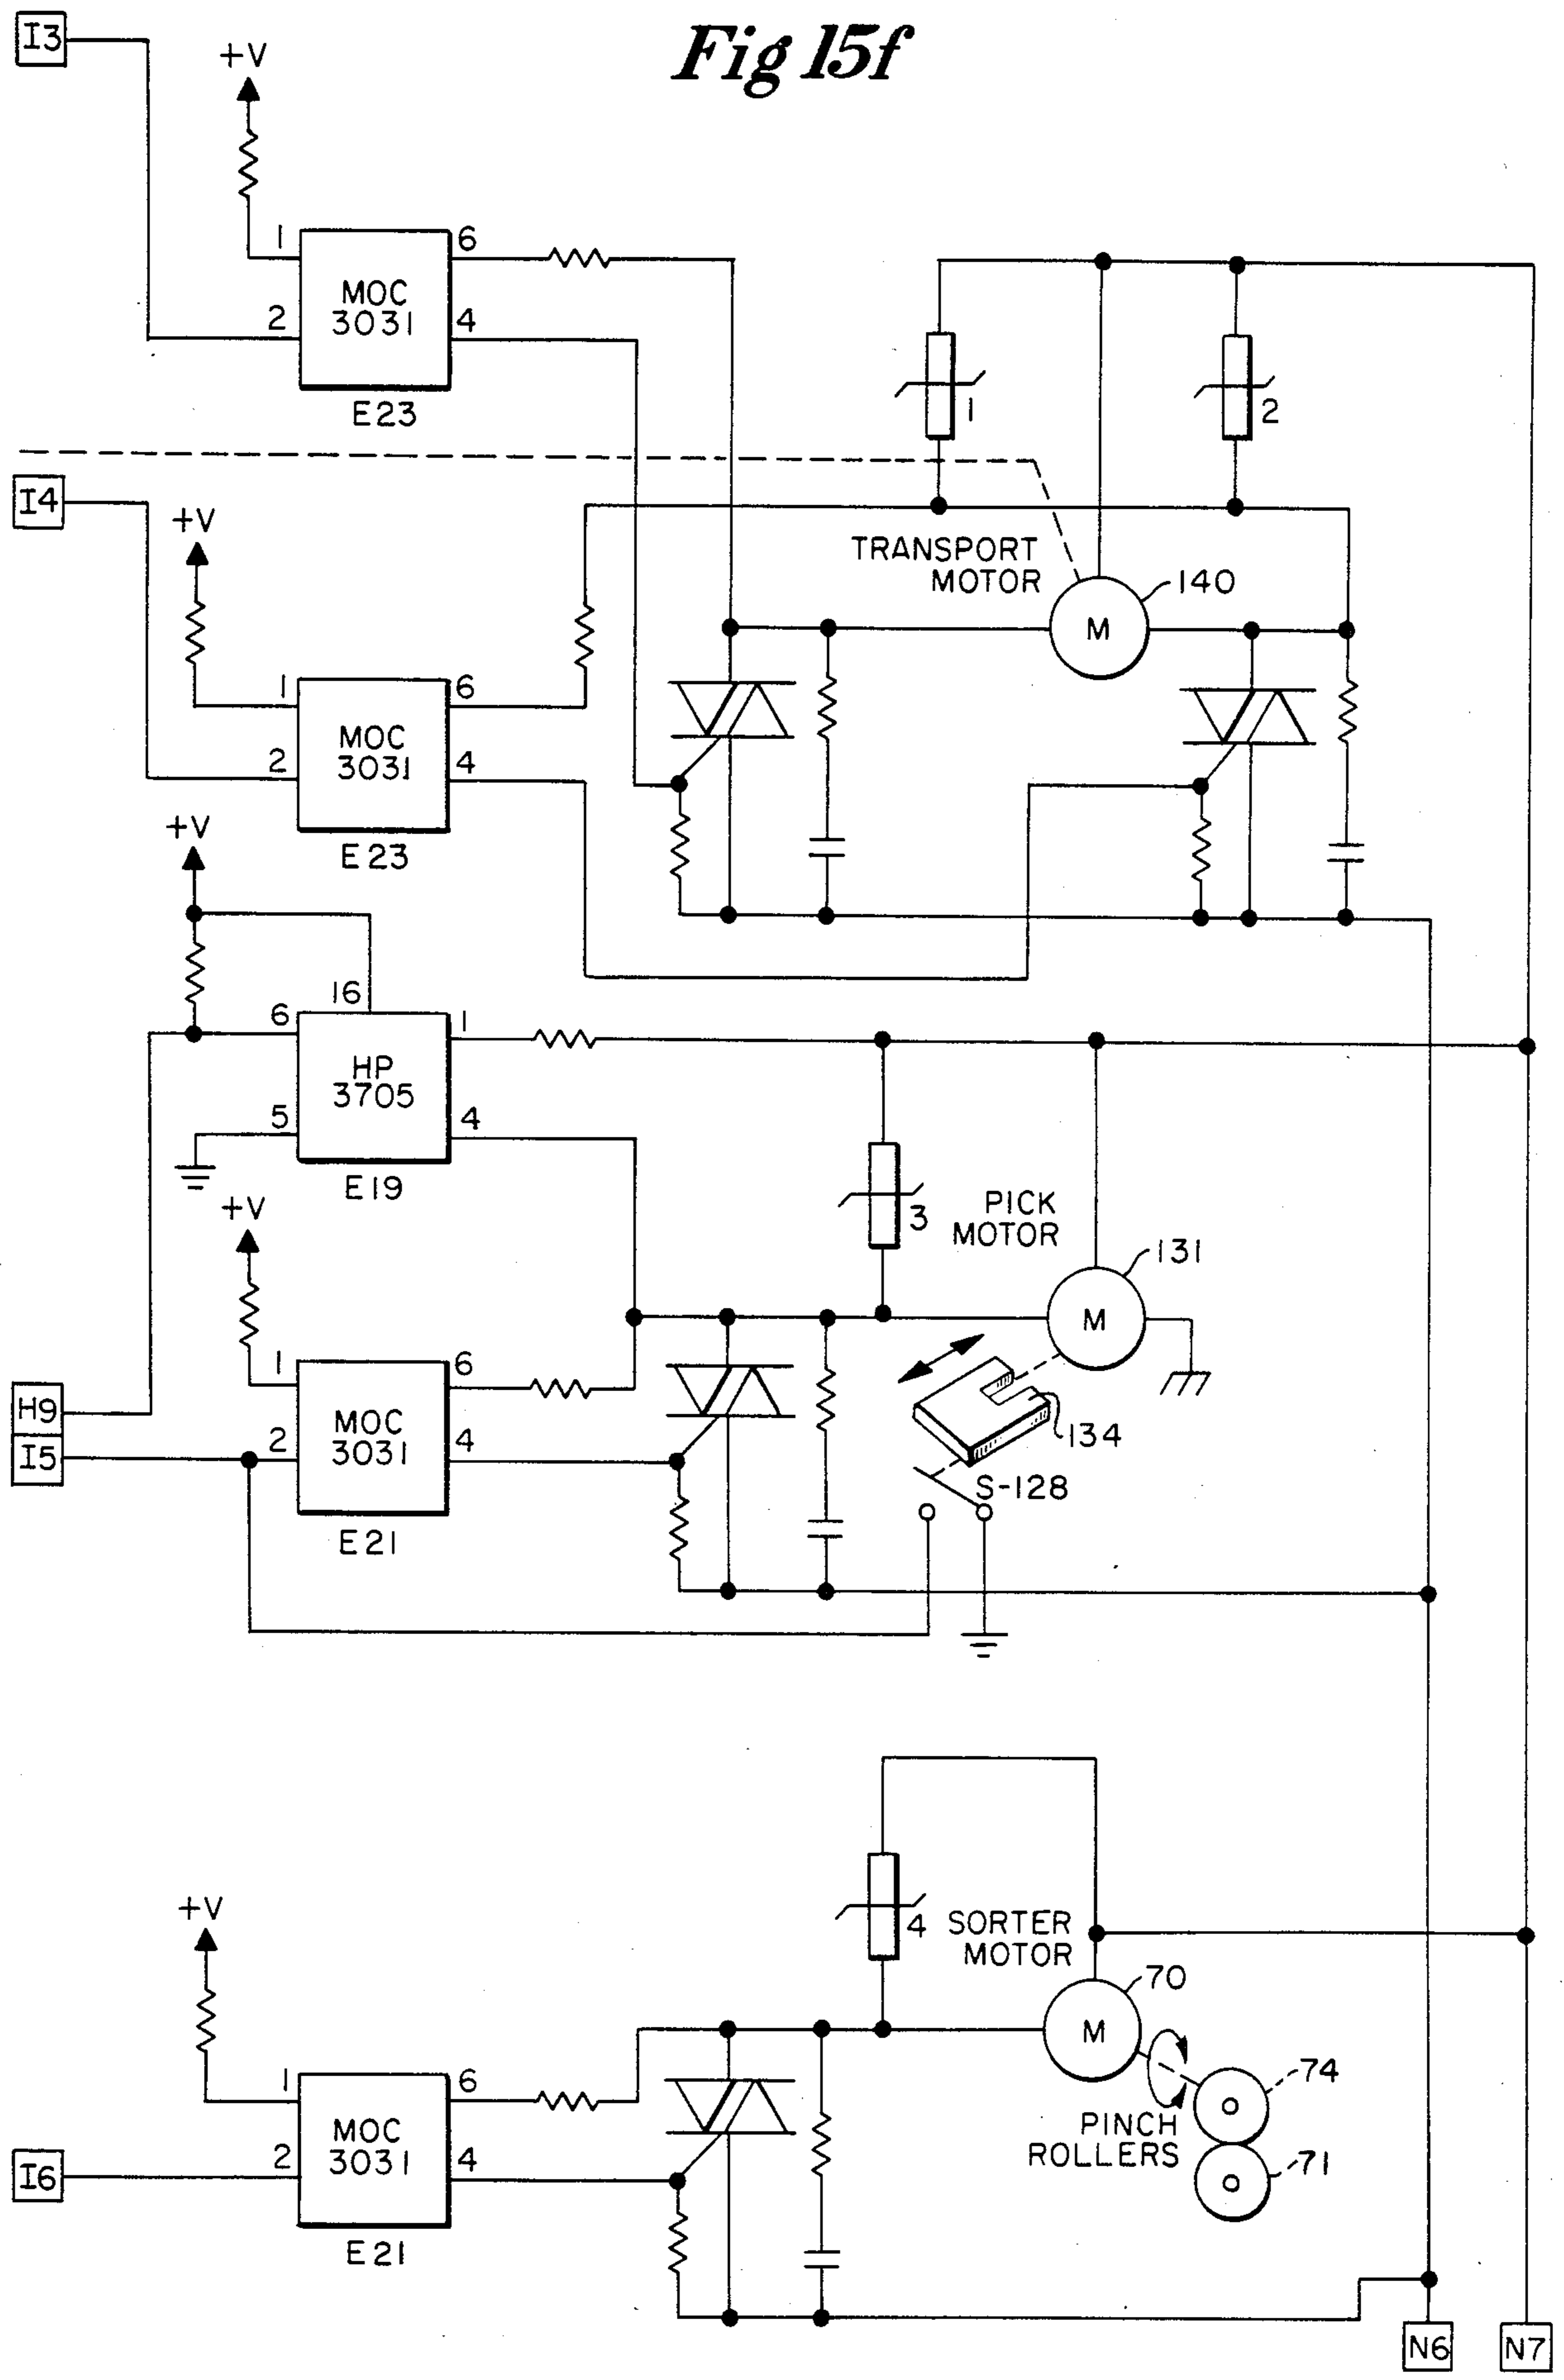 Fig 15f
I3
+V
1
6
MOC
3031
2
4
E23
1
2
I4
+V
TRANSPORT
MOTOR
140
M
1
6
MOC
3031
2
4
E23
+V
16
6
1
HP
3705
5
4
E19
3
PICK
MOTOR
131
M
+V
1
6
MOC
3031
2
4
E21
H9
I5
134
S-128
4
SORTER
MOTOR
70
M
+V
1
6
MOC
3031
2
4
E21
I6
74
PINCH
ROLLERS
71
N6
N7